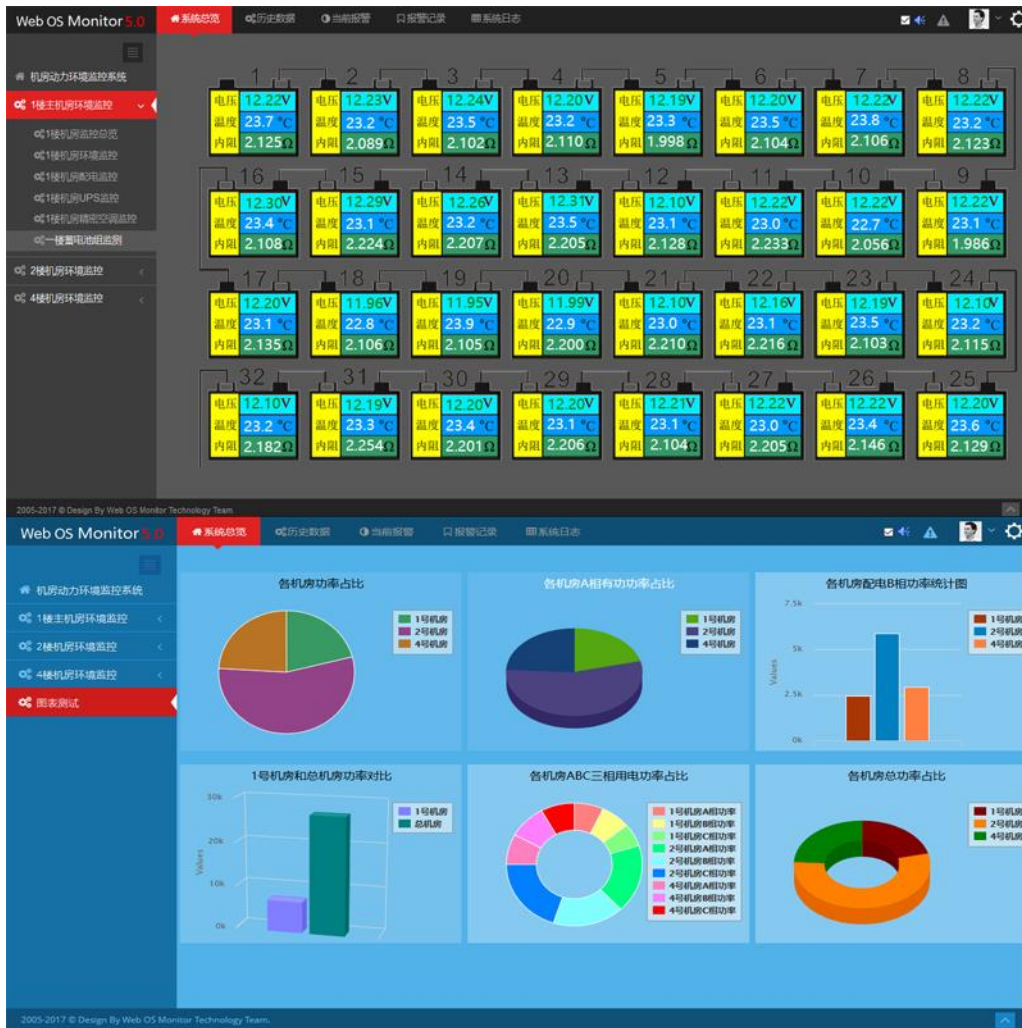 Web OS Monitor 5.0
系统总览
历史数据
当前报警
报警记录
系统日志
机房动力环境监控系统
1楼主机房环境监控
1楼机房监控总览
1楼机房环境监控
1楼机房配电监控
1楼机房UPS监控
1楼机房精密空调监控
一楼蓄电池组监测
2楼机房环境监控
4楼机房环境监控
1 2 3 4 5 6 7 8
电压 12.22V 电压 12.23V 电压 12.24V 电压 12.20V 电压 12.19V 电压 12.20V 电压 12.22V 电压 12.22V
温度 23.7 °C 温度 23.2 °C 温度 23.5 °C 温度 23.2 °C 温度 23.3 °C 温度 23.5 °C 温度 23.8 °C 温度 23.2 °C
内阻 2.125Ω 内阻 2.089Ω 内阻 2.102Ω 内阻 2.110Ω 内阻 1.998Ω 内阻 2.104Ω 内阻 2.106Ω 内阻 2.123Ω
16 15 14 13 12 11 10 9
电压 12.30V 电压 12.29V 电压 12.26V 电压 12.31V 电压 12.10V 电压 12.22V 电压 12.22V 电压 12.22V
温度 23.4 °C 温度 23.1 °C 温度 23.2 °C 温度 23.5 °C 温度 23.1 °C 温度 23.0 °C 温度 22.7 °C 温度 23.1 °C
内阻 2.108Ω 内阻 2.224Ω 内阻 2.207Ω 内阻 2.205Ω 内阻 2.128Ω 内阻 2.233Ω 内阻 2.056Ω 内阻 1.986Ω
17 18 19 20 21 22 23 24
电压 12.20V 电压 11.96V 电压 11.95V 电压 11.99V 电压 12.10V 电压 12.16V 电压 12.19V 电压 12.10V
温度 23.1 °C 温度 22.8 °C 温度 23.9 °C 温度 22.9 °C 温度 23.0 °C 温度 23.1 °C 温度 23.5 °C 温度 23.2 °C
内阻 2.135Ω 内阻 2.106Ω 内阻 2.105Ω 内阻 2.200Ω 内阻 2.210Ω 内阻 2.216Ω 内阻 2.103Ω 内阻 2.115Ω
32 31 30 29 28 27 26 25
电压 12.10V 电压 12.19V 电压 12.20V 电压 12.20V 电压 12.21V 电压 12.22V 电压 12.22V 电压 12.20V
温度 23.2 °C 温度 23.3 °C 温度 23.4 °C 温度 23.1 °C 温度 23.1 °C 温度 23.0 °C 温度 23.4 °C 温度 23.6 °C
内阻 2.182Ω 内阻 2.254Ω 内阻 2.201Ω 内阻 2.206Ω 内阻 2.104Ω 内阻 2.205Ω 内阻 2.146Ω 内阻 2.129Ω
2005-2017 © Design By Web OS Monitor Technology Team.
Web OS Monitor 5.0
系统总览
历史数据
当前报警
报警记录
系统日志
机房动力环境监控系统
1楼主机房环境监控
2楼机房环境监控
4楼机房环境监控
图表测试
各机房功率占比
1号机房
2号机房
4号机房
各机房A相有功功率占比
1号机房
2号机房
4号机房
各机房配电B相功率统计图
7.5k
5k
2.5k
0k
Values
1号机房
2号机房
4号机房
1号机房和总机房功率对比
30k
20k
10k
0k
Values
1号机房
总机房
各机房ABC三相用电功率占比
1号机房A相功率
1号机房B相功率
1号机房C相功率
2号机房A相功率
2号机房B相功率
2号机房C相功率
4号机房A相功率
4号机房B相功率
4号机房C相功率
各机房总功率占比
1号机房
2号机房
4号机房
2005-2017 © Design By Web OS Monitor Technology Team.